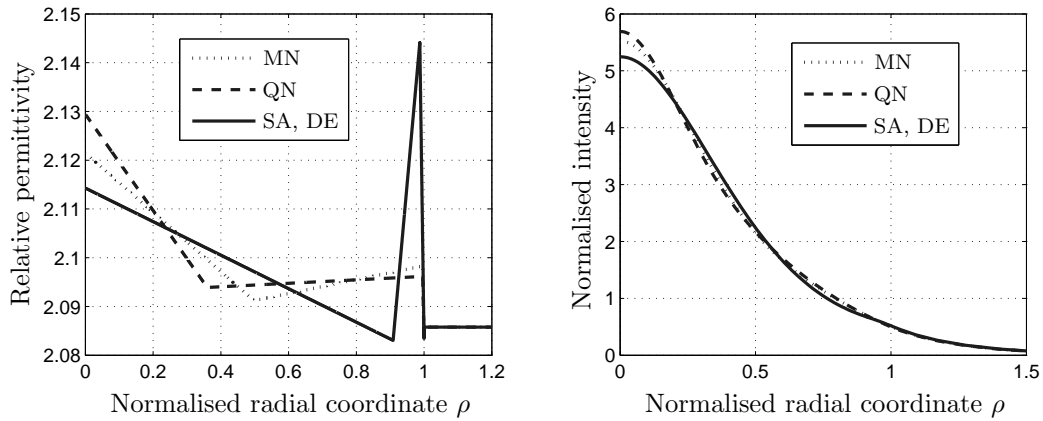 2.15
2.14
2.13
2.12
2.11
2.1
2.09
2.08
0
0.2
0.4
0.6
0.8
1
1.2
Relative permittivity
Normalised radial coordinate ρ
MN
QN
SA, DE
6
5
4
3
2
1
0
0
0.5
1
1.5
Normalised intensity
Normalised radial coordinate ρ
MN
QN
SA, DE